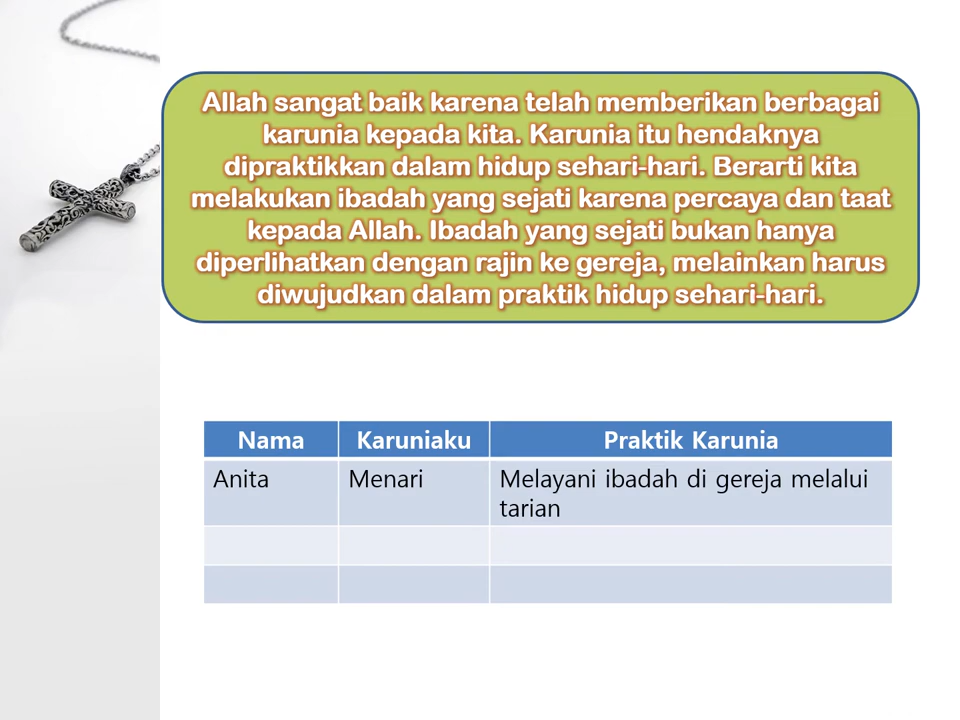 Allah sangat baik karena telah memberikan berbagai
karunia kepada kita. Karunia itu hendaknya
dipraktikkan dalam hidup sehari-hari. Berarti kita
melakukan ibadah yang sejati karena percaya dan taat
kepada Allah. Ibadah yang sejati bukan hanya
diperlihatkan dengan rajin ke gereja, melainkan harus
diwujudkan dalam praktik hidup sehari-hari.
Nama Karuniaku Praktik Karunia
Anita Menari Melayani ibadah di gereja melalui
tarian